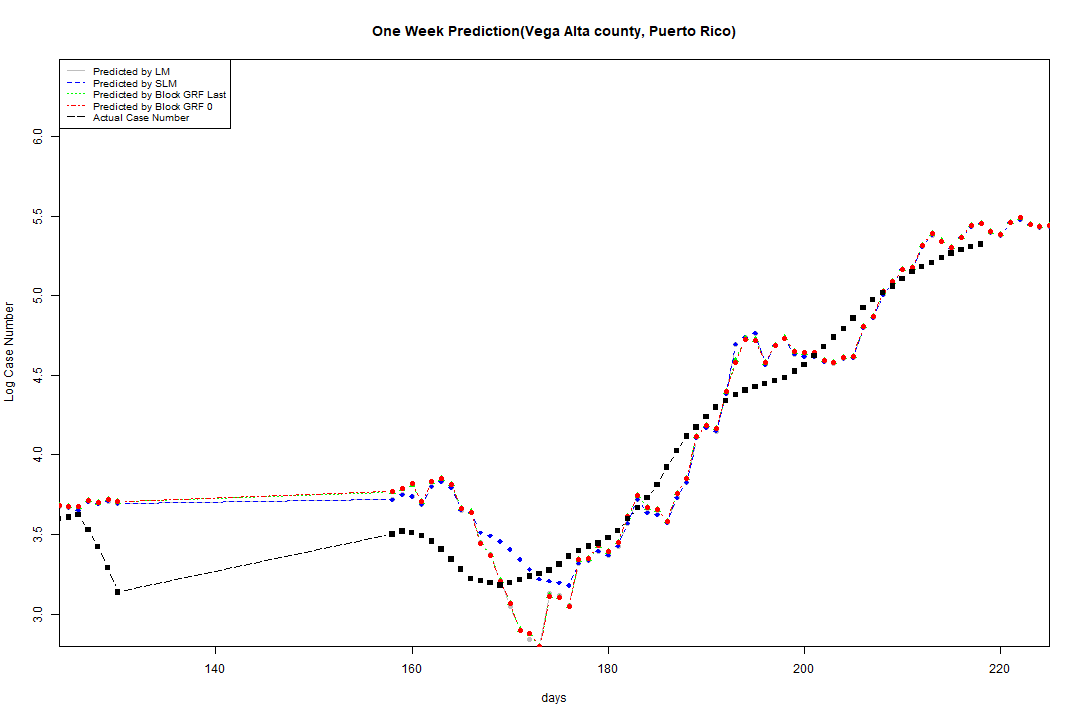 One Week Prediction(Vega Alta county, Puerto Rico)
Predicted by LM
Predicted by SLM
Predicted by Block GRF Last
Predicted by Block GRF 0
Actual Case Number
6.0
5.5
5.0
4.5
4.0
3.5
3.0
Log Case Number
140 160 180 200 220
days